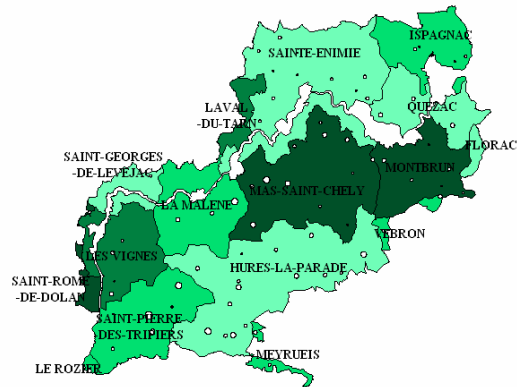 ISPAGNAC
SAINTE-ENIMIE
LAVAL
-DU-TARN
QUEZAC
FLORAC
SAINT-GEORGES
-DE-LEVEJAC
MONTBRUN
MAS-SAINT-CHELY
LA MALENE
VEBRON
LES VIGNES
HURES-LA-PARADE
SAINT-ROME
-DE-DOLAN
SAINT-PIERRE
DES-TRIPIERS
MEYRUEIS
LE ROZIER